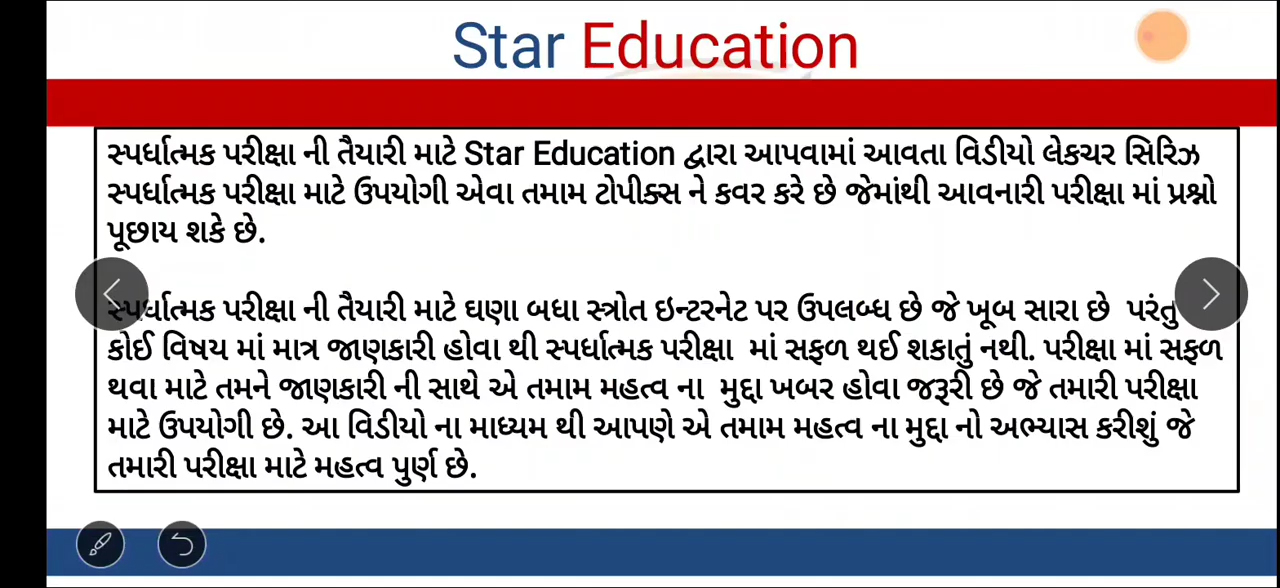 Star Education
સ્પર્ધાત્મક પરીક્ષા ની તૈયારી માટે Star Education દ્વારા આપવામાં આવતા વિડીયો લેકચર સિરિઝ
સ્પર્ધાત્મક પરીક્ષા માટે ઉપયોગી એવા તમામ ટોપીક્સ ને કવર કરે છે જેમાંથી આવનારી પરીક્ષા માં પ્રશ્નો
પૂછાય શકે છે.
સ્પર્ધાત્મક પરીક્ષા ની તૈયારી માટે ઘણા બધા સ્ત્રોત ઇન્ટરનેટ પર ઉપલબ્ધ છે જે ખૂબ સારા છે પરંતુ
કોઈ વિષય માં માત્ર જાણકારી હોવા થી સ્પર્ધાત્મક પરીક્ષા માં સફળ થઈ શકાતું નથી. પરીક્ષા માં સફળ
થવા માટે તમને જાણકારી ની સાથે એ તમામ મહત્વ ના મુદ્દા ખબર હોવા જરૂરી છે જે તમારી પરીક્ષા
માટે ઉપયોગી છે. આ વિડીયો ના માધ્યમ થી આપણે એ તમામ મહત્વ ના મુદ્દા નો અભ્યાસ કરીશું જે
તમારી પરીક્ષા માટે મહત્વ પુર્ણ છે.